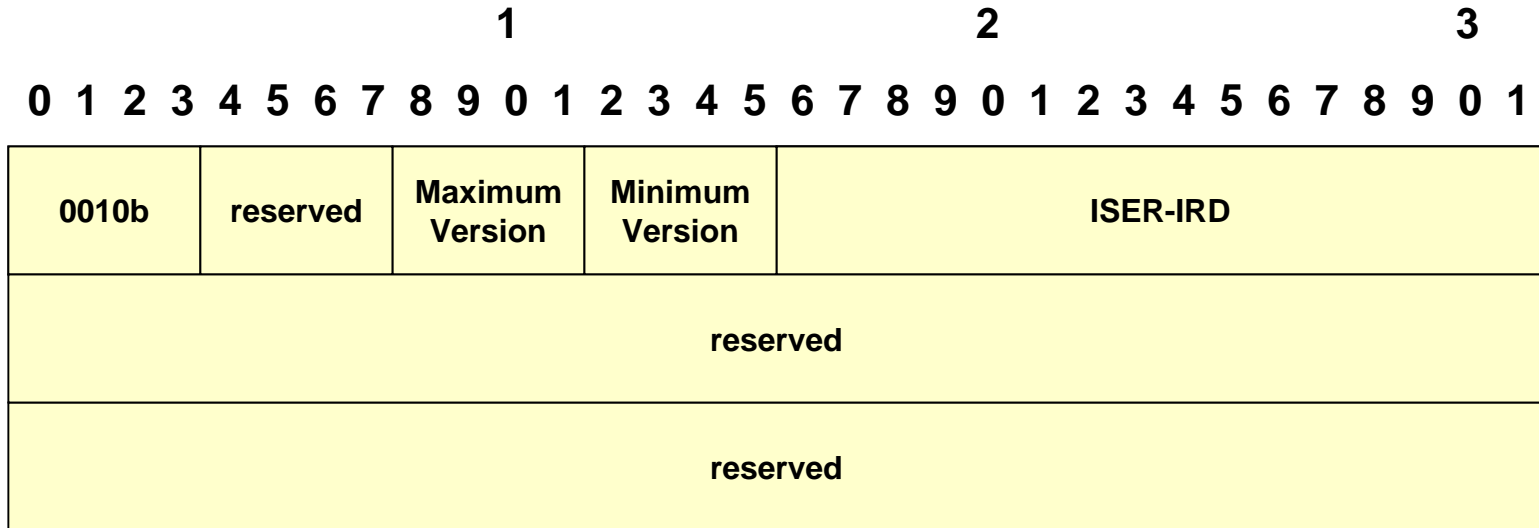 1 2 3
0 1 2 3 4 5 6 7 8 9 0 1 2 3 4 5 6 7 8 9 0 1 2 3 4 5 6 7 8 9 0 1
0010b reserved Maximum Version Minimum Version ISER-IRD
reserved
reserved